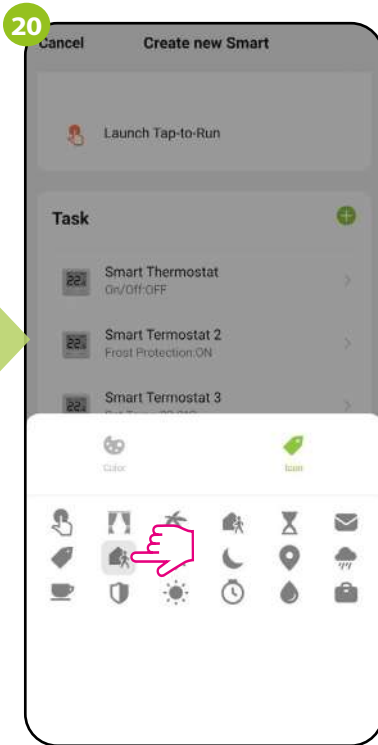 20
Cancel Create new Smart
Launch Tap-to-Run
Task
Smart Thermostat
On/Off:OFF
Smart Termostat 2
Frost Protection:ON
Smart Termostat 3
Color Icon